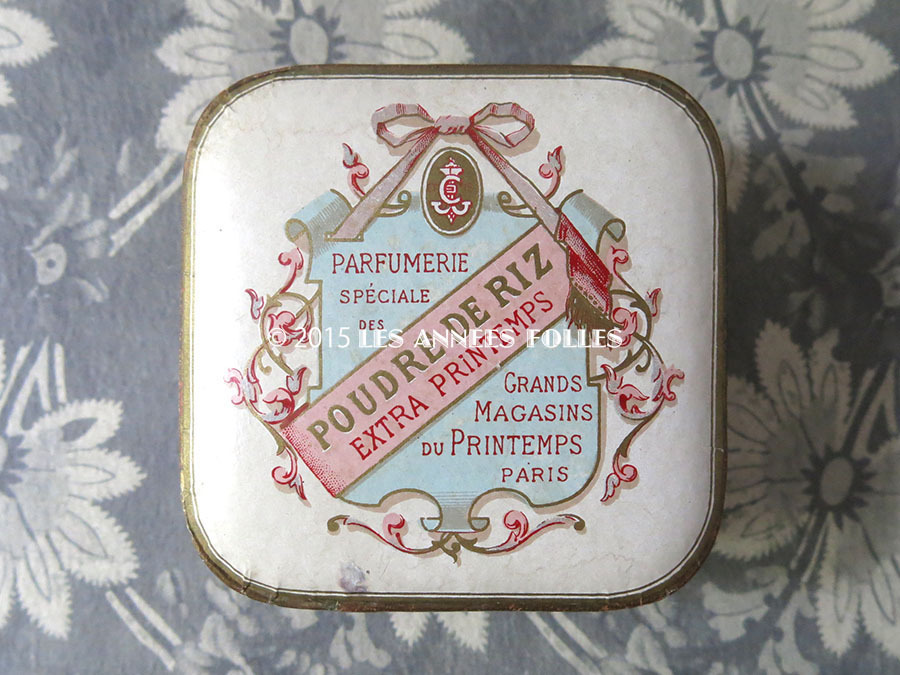 PARFUMERIE
SPÉCIALE
DES
POUDRE DE RIZ
EXTRA PRINTEMPS
GRANDS
MAGASINS
DU PRINTEMPS
PARIS
© 2015 LES ANNEES FOLLES